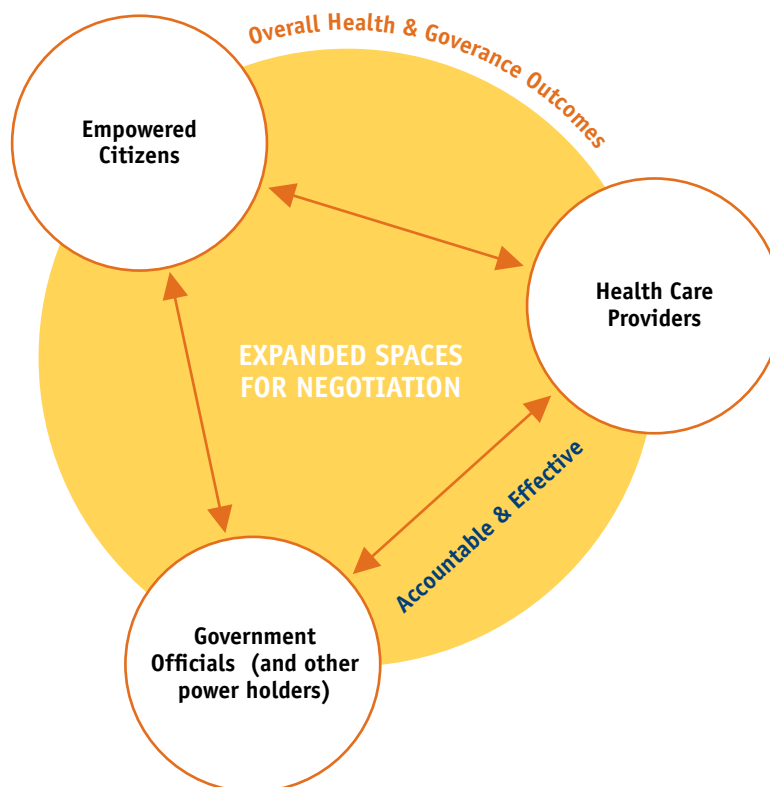 Overall Health & Goverance Outcomes
Empowered
Citizens
Health Care
Providers
EXPANDED SPACES
FOR NEGOTIATION
Accountable & Effective
Government
Officials (and other
power holders)